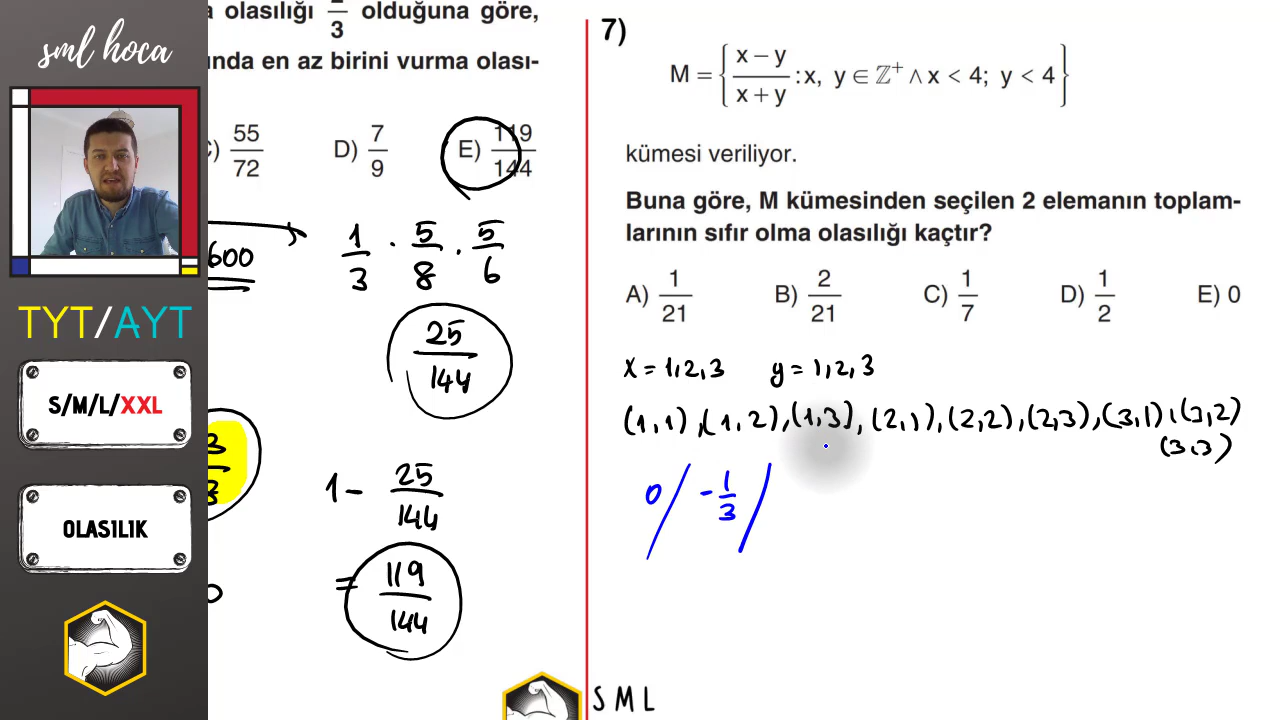 sml hoca
TYT/AYT
S/M/L/XXL
OLASILIK
olasılığı 1/3 olduğuna göre,
nda en az birini vurma olası-
55/72
D) 7/9
E) 119/144
600
1/3 · 5/8 · 5/6
25/144
1 - 25/144
= 119/144
7)
M = { x − y / x + y : x, y ∈ ℤ⁺ ∧ x < 4; y < 4 }
kümesi veriliyor.
Buna göre, M kümesinden seçilen 2 elemanın toplam-
larının sıfır olma olasılığı kaçtır?
A) 1/21 B) 2/21 C) 1/7 D) 1/2 E) 0
x = 1,2,3 y = 1,2,3
(1,1), (1,2), (1,3), (2,1), (2,2), (2,3), (3,1), (3,2)
(3,3)
0 / -1/3 /
SML